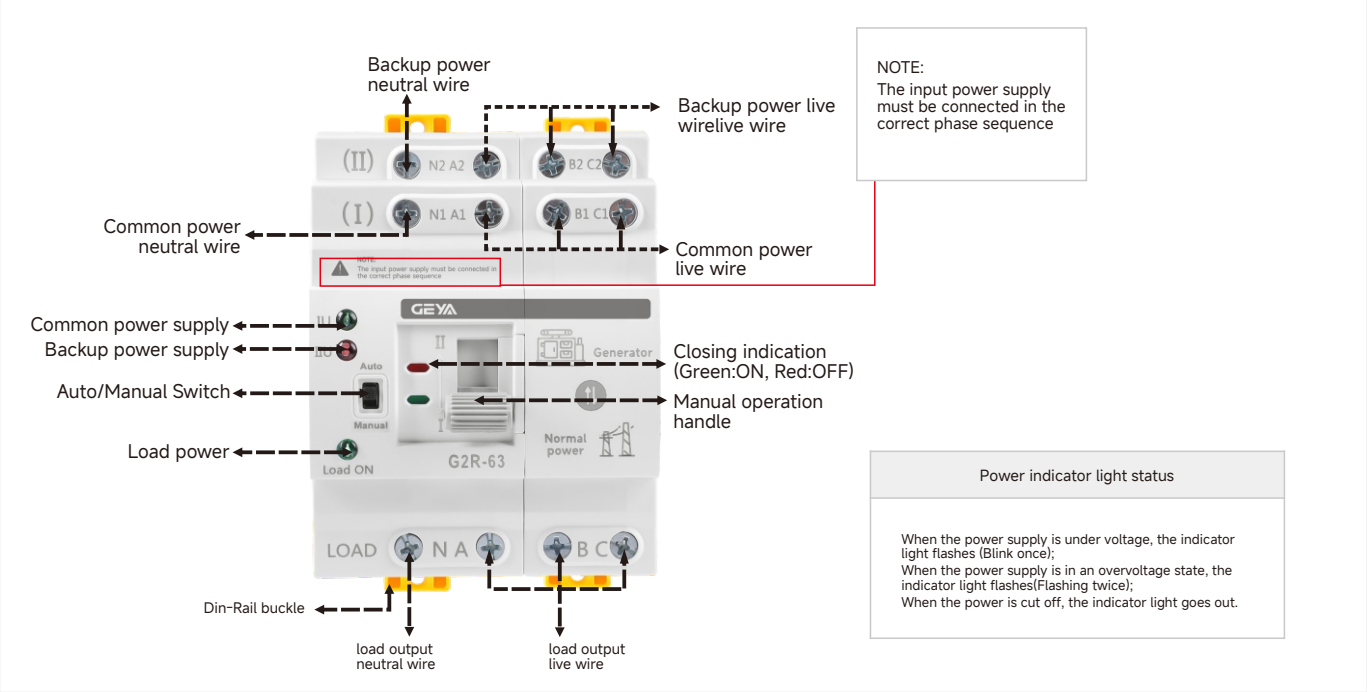 Backup power
neutral wire
Backup power live
wirelive wire
NOTE:
The input power supply
must be connected in the
correct phase sequence
(II)
N2 A2
B2 C2
(I)
N1 A1
B1 C1
Common power
neutral wire
Common power
live wire
NOTE:
The input power supply must be connected in
the correct phase sequence
GEYA
Common power supply
IU
Backup power supply
IIU
II
Generator
Closing indication
(Green:ON, Red:OFF)
Auto
Auto/Manual Switch
Manual
I
Manual operation
handle
Normal
power
Load power
Load ON
G2R-63
Power indicator light status
When the power supply is under voltage, the indicator
light flashes (Blink once);
When the power supply is in an overvoltage state, the
indicator light flashes(Flashing twice);
When the power is cut off, the indicator light goes out.
LOAD
N A
B C
Din-Rail buckle
load output
neutral wire
load output
live wire